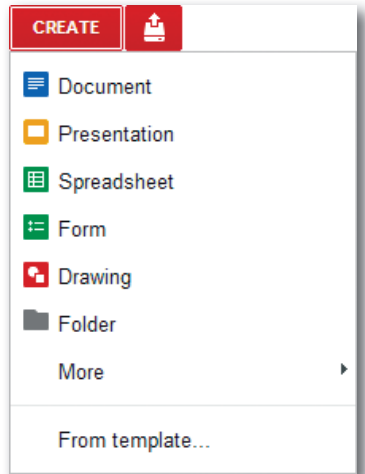 CREATE
Document
Presentation
Spreadsheet
Form
Drawing
Folder
More
From template...